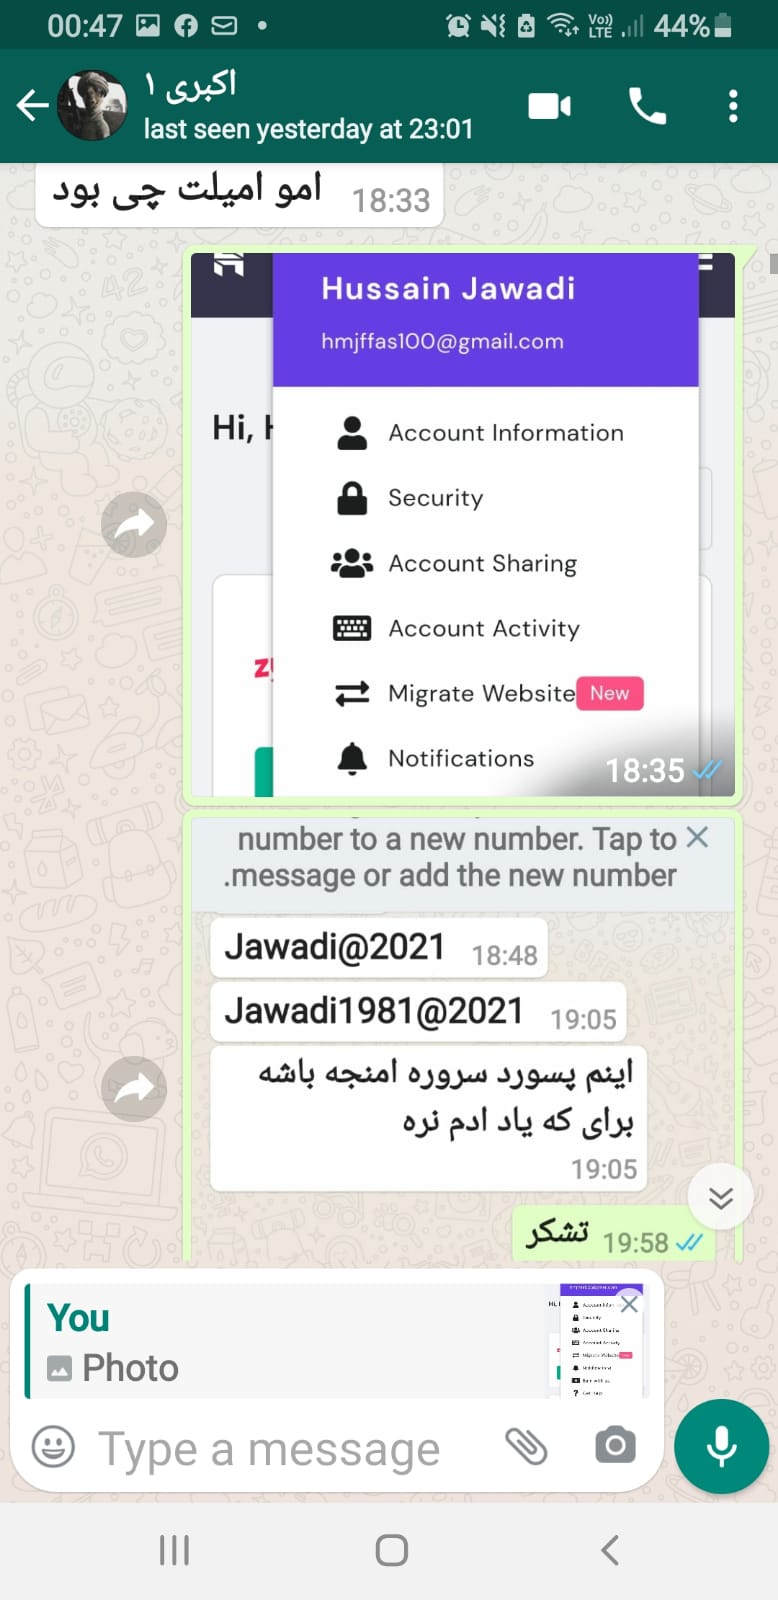 00:47
Vo))
LTE
44%
اکبری ۱
last seen yesterday at 23:01
امو امیلت چی بود
18:33
Hussain Jawadi
hmjffas100@gmail.com
Hi,
Account Information
Security
Account Sharing
Account Activity
Migrate Website New
Notifications
18:35
number to a new number. Tap to
.message or add the new number
Jawadi@2021 18:48
Jawadi1981@2021 19:05
اینم پسورد سروره امنجه باشه
برای که یاد ادم نره
19:05
تشکر
19:58
You
Photo
Type a message